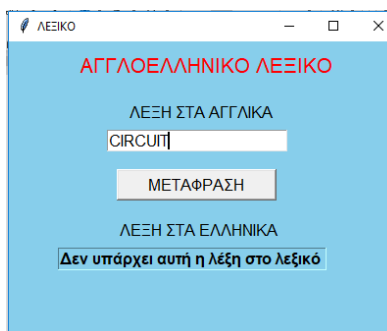 ΛΕΞΙΚΟ
ΑΓΓΛΟΕΛΛΗΝΙΚΟ ΛΕΞΙΚΟ
ΛΕΞΗ ΣΤΑ ΑΓΓΛΙΚΑ
CIRCUIT
ΜΕΤΑΦΡΑΣΗ
ΛΕΞΗ ΣΤΑ ΕΛΛΗΝΙΚΑ
Δεν υπάρχει αυτή η λέξη στο λεξικό